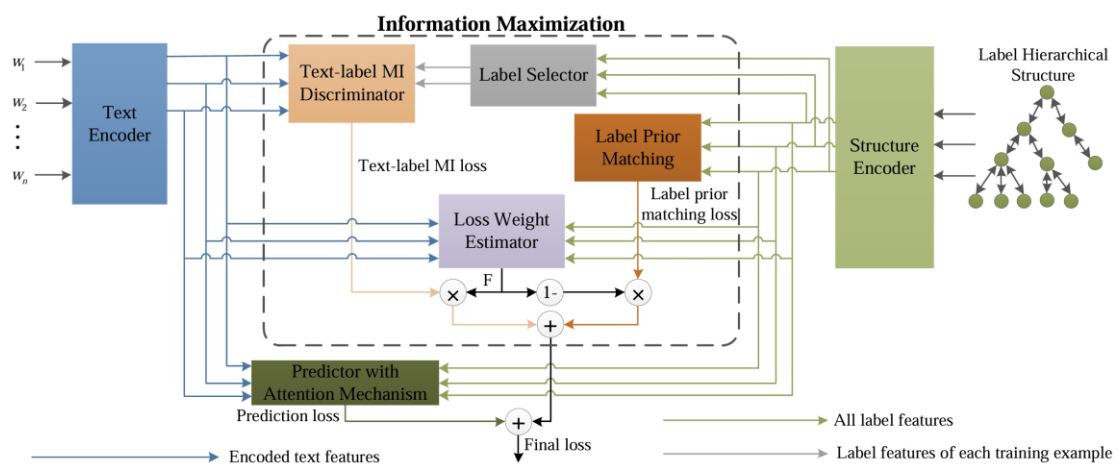 Information Maximization
w1
w2
wn
Text
Encoder
Text-label MI
Discriminator
Label Selector
Label Prior
Matching
Structure
Encoder
Label Hierarchical
Structure
Text-label MI loss
Label prior
matching loss
Loss Weight
Estimator
F
×
1-
×
+
Predictor with
Attention Mechanism
Prediction loss
+
Final loss
Encoded text features
All label features
Label features of each training example